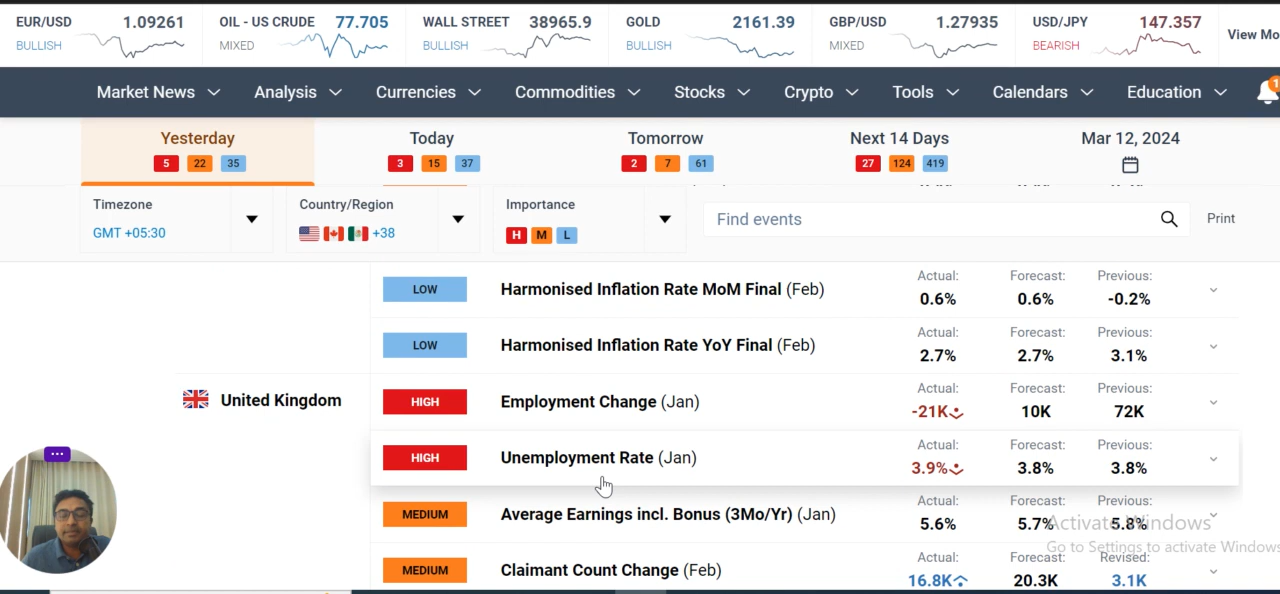 EUR/USD 1.09261
BULLISH
OIL - US CRUDE 77.705
MIXED
WALL STREET 38965.9
BULLISH
GOLD 2161.39
BULLISH
GBP/USD 1.27935
MIXED
USD/JPY 147.357
BEARISH
View Mo
Market News Analysis Currencies Commodities Stocks Crypto Tools Calendars Education 1
Yesterday Today Tomorrow Next 14 Days Mar 12, 2024
5 22 35 3 15 37 2 7 61 27 124 419
Timezone
GMT +05:30
Country/Region
+38
Importance
H M L
Find events
Print
LOW Harmonised Inflation Rate MoM Final (Feb)
Actual: Forecast: Previous:
0.6% 0.6% -0.2%
LOW Harmonised Inflation Rate YoY Final (Feb)
Actual: Forecast: Previous:
2.7% 2.7% 3.1%
United Kingdom
HIGH Employment Change (Jan)
Actual: Forecast: Previous:
-21K 10K 72K
HIGH Unemployment Rate (Jan)
Actual: Forecast: Previous:
3.9% 3.8% 3.8%
MEDIUM Average Earnings incl. Bonus (3Mo/Yr) (Jan)
Actual: Forecast: Previous:
5.6% 5.7% 5.8%
MEDIUM Claimant Count Change (Feb)
Actual: Forecast: Revised:
16.8K 20.3K 3.1K
Activate Windows
Go to Settings to activate Windows